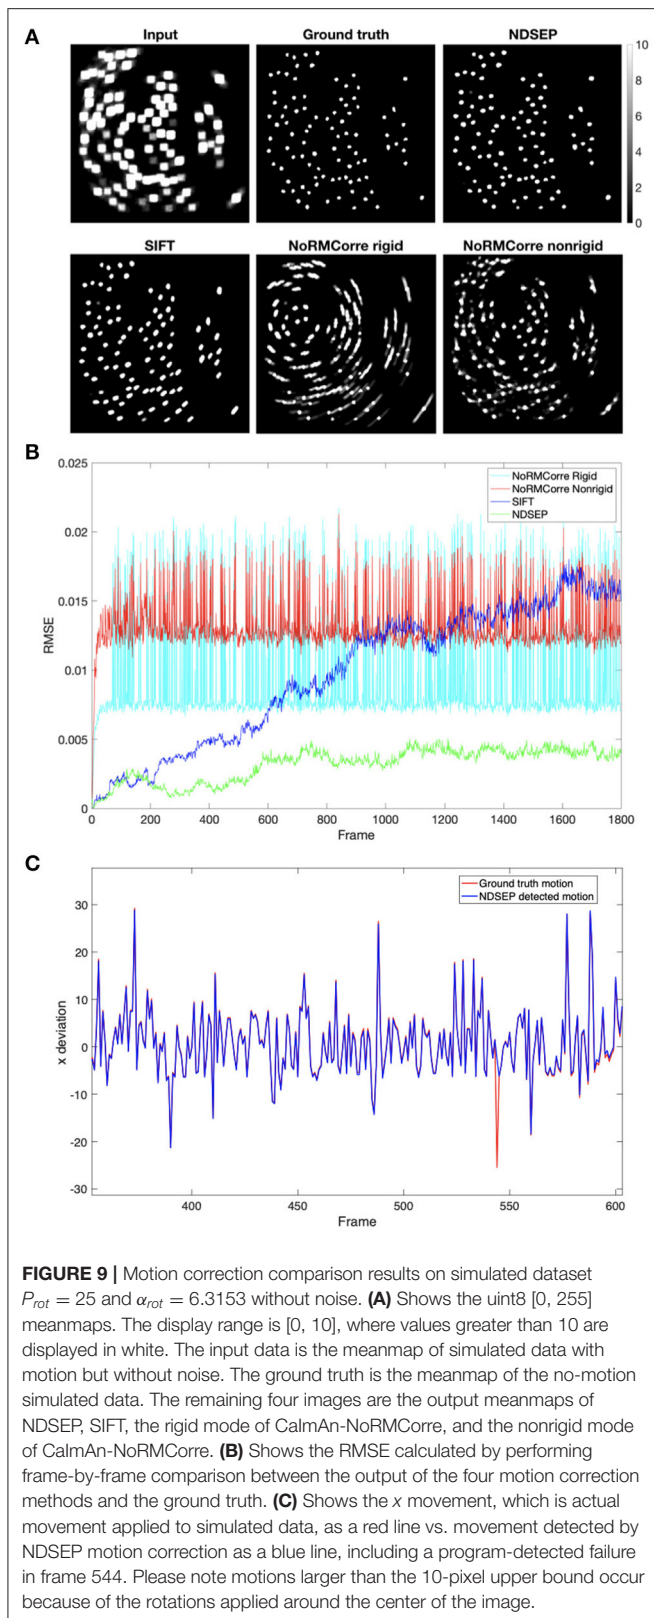 A
Input
Ground truth
NDSEP
10
8
6
4
2
0
SIFT
NoRMCorre rigid
NoRMCorre nonrigid
B
0.025
0.02
0.015
0.01
0.005
0
RMSE
NoRMCorre Rigid
NoRMCorre Nonrigid
SIFT
NDSEP
0 200 400 600 800 1000 1200 1400 1600 1800
Frame
C
30
20
10
0
-10
-20
-30
x deviation
Ground truth motion
NDSEP detected motion
400 450 500 550 600
Frame
FIGURE 9 | Motion correction comparison results on simulated dataset
P_rot = 25 and α_rot = 6.3153 without noise. (A) Shows the uint8 [0, 255]
meanmaps. The display range is [0, 10], where values greater than 10 are
displayed in white. The input data is the meanmap of simulated data with
motion but without noise. The ground truth is the meanmap of the no-motion
simulated data. The remaining four images are the output meanmaps of
NDSEP, SIFT, the rigid mode of CaImAn-NoRMCorre, and the nonrigid mode
of CaImAn-NoRMCorre. (B) Shows the RMSE calculated by performing
frame-by-frame comparison between the output of the four motion correction
methods and the ground truth. (C) Shows the x movement, which is actual
movement applied to simulated data, as a red line vs. movement detected by
NDSEP motion correction as a blue line, including a program-detected failure
in frame 544. Please note motions larger than the 10-pixel upper bound occur
because of the rotations applied around the center of the image.